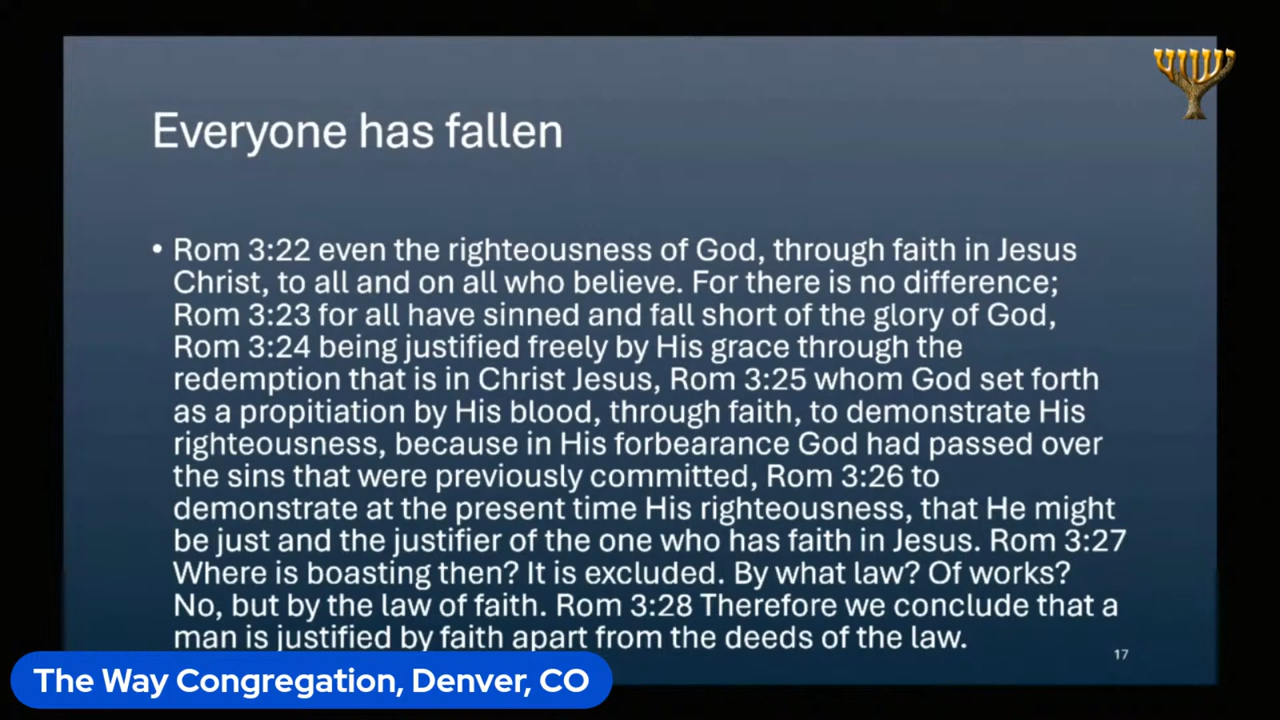 Everyone has fallen
• Rom 3:22 even the righteousness of God, through faith in Jesus
Christ, to all and on all who believe. For there is no difference;
Rom 3:23 for all have sinned and fall short of the glory of God,
Rom 3:24 being justified freely by His grace through the
redemption that is in Christ Jesus, Rom 3:25 whom God set forth
as a propitiation by His blood, through faith, to demonstrate His
righteousness, because in His forbearance God had passed over
the sins that were previously committed, Rom 3:26 to
demonstrate at the present time His righteousness, that He might
be just and the justifier of the one who has faith in Jesus. Rom 3:27
Where is boasting then? It is excluded. By what law? Of works?
No, but by the law of faith. Rom 3:28 Therefore we conclude that a
man is justified by faith apart from the deeds of the law.
17
The Way Congregation, Denver, CO